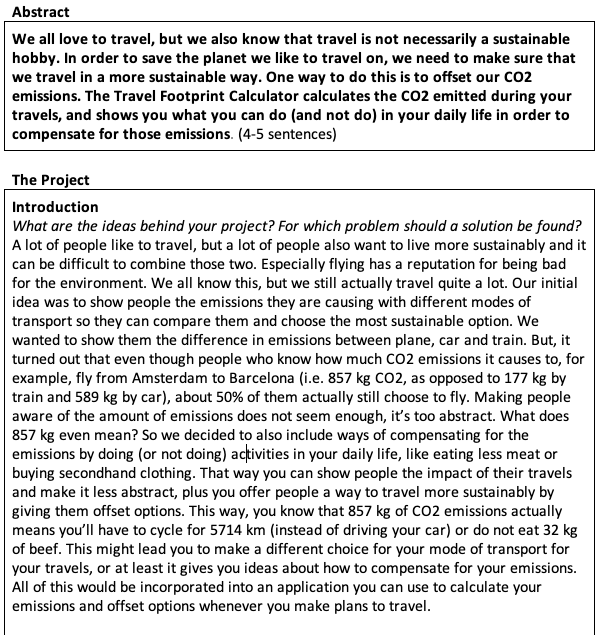 Abstract
We all love to travel, but we also know that travel is not necessarily a sustainable
hobby. In order to save the planet we like to travel on, we need to make sure that
we travel in a more sustainable way. One way to do this is to offset our CO2
emissions. The Travel Footprint Calculator calculates the CO2 emitted during your
travels, and shows you what you can do (and not do) in your daily life in order to
compensate for those emissions. (4-5 sentences)
The Project
Introduction
What are the ideas behind your project? For which problem should a solution be found?
A lot of people like to travel, but a lot of people also want to live more sustainably and it
can be difficult to combine those two. Especially flying has a reputation for being bad
for the environment. We all know this, but we still actually travel quite a lot. Our initial
idea was to show people the emissions they are causing with different modes of
transport so they can compare them and choose the most sustainable option. We
wanted to show them the difference in emissions between plane, car and train. But, it
turned out that even though people who know how much CO2 emissions it causes to, for
example, fly from Amsterdam to Barcelona (i.e. 857 kg CO2, as opposed to 177 kg by
train and 589 kg by car), about 50% of them actually still choose to fly. Making people
aware of the amount of emissions does not seem enough, it's too abstract. What does
857 kg even mean? So we decided to also include ways of compensating for the
emissions by doing (or not doing) activities in your daily life, like eating less meat or
buying secondhand clothing. That way you can show people the impact of their travels
and make it less abstract, plus you offer people a way to travel more sustainably by
giving them offset options. This way, you know that 857 kg of CO2 emissions actually
means you'll have to cycle for 5714 km (instead of driving your car) or do not eat 32 kg
of beef. This might lead you to make a different choice for your mode of transport for
your travels, or at least it gives you ideas about how to compensate for your emissions.
All of this would be incorporated into an application you can use to calculate your
emissions and offset options whenever you make plans to travel.